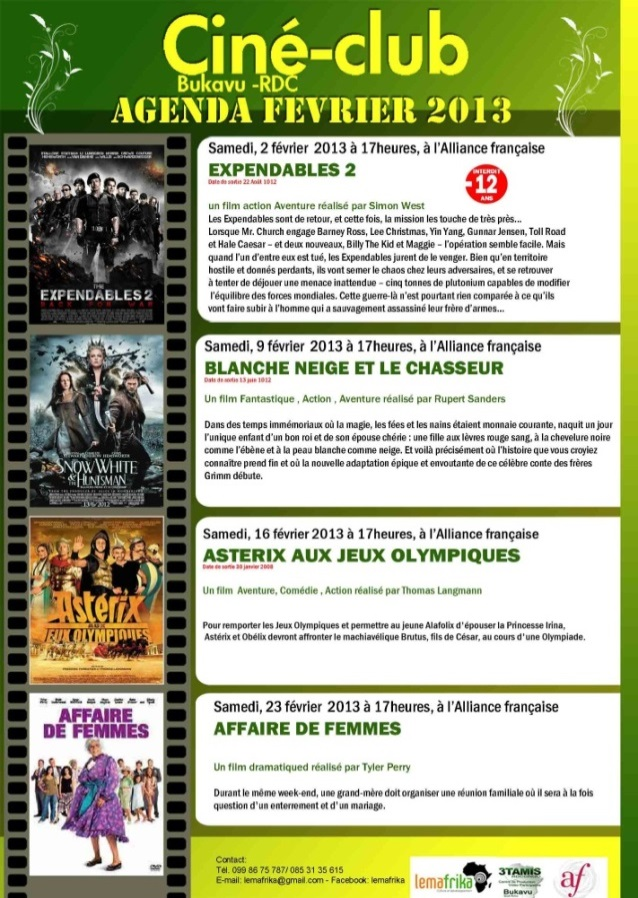 Ciné-club
Bukavu -RDC
AGENDA FEVRIER 2013
Samedi, 2 février 2013 à 17heures, à l'Alliance française
EXPENDABLES 2
Date de sortie 22 Août 1012
INTERDIT
-12
ANS
un film action Aventure réalisé par Simon West
Les Expendables sont de retour, et cette fois, la mission les touche de très près...
Lorsque Mr. Church engage Barney Ross, Lee Christmas, Yin Yang, Gunnar Jensen, Toll Road
et Hale Caesar – et deux nouveaux, Billy The Kid et Maggie – l'opération semble facile. Mais
quand l'un d'entre eux est tué, les Expendables jurent de le venger. Bien qu'en territoire
hostile et donnés perdants, ils vont semer le chaos chez leurs adversaires, et se retrouver
à tenter de déjouer une menace inattendue – cinq tonnes de plutonium capables de modifier
l'équilibre des forces mondiales. Cette guerre-là n'est pourtant rien comparée à ce qu'ils
vont faire subir à l'homme qui a sauvagement assassiné leur frère d'armes...
THE
EXPENDABLES 2
BACK FOR WAR
Samedi, 9 février 2013 à 17heures, à l'Alliance française
BLANCHE NEIGE ET LE CHASSEUR
Date de sortie 13 juin 1012
Un film Fantastique , Action , Aventure réalisé par Rupert Sanders
Dans des temps immémoriaux où la magie, les fées et les nains étaient monnaie courante, naquit un jour
l'unique enfant d'un bon roi et de son épouse chérie : une fille aux lèvres rouge sang, à la chevelure noire
comme l'ébène et à la peau blanche comme neige. Et voilà précisément où l'histoire que vous croyiez
connaître prend fin et où la nouvelle adaptation épique et envoutante de ce célèbre conte des frères
Grimm débute.
SNOW WHITE
& THE
HUNTSMAN
Samedi, 16 février 2013 à 17heures, à l'Alliance française
ASTERIX AUX JEUX OLYMPIQUES
Date de sortie 30 janvier 2008
Un film Aventure, Comédie , Action réalisé par Thomas Langmann
Pour remporter les Jeux Olympiques et permettre au jeune Alafolix d'épouser la Princesse Irina,
Astérix et Obélix devront affronter le machiavélique Brutus, fils de César, au cours d'une Olympiade.
Astérix
AUX
JEUX OLYMPIQUES
Samedi, 23 février 2013 à 17heures, à l'Alliance française
AFFAIRE DE FEMMES
Un film dramatiqued réalisé par Tyler Perry
Durant le même week-end, une grand-mère doit organiser une réunion familiale où il sera à la fois
question d'un enterrement et d'un mariage.
AFFAIRE
DE FEMMES
DVD
Contact:
Tél. 099 86 75 787/ 085 31 35 615
E-mail: lemafrika@gmail.com - Facebook: lemafrika
lemafrika
3TAMIS
Bukavu
af